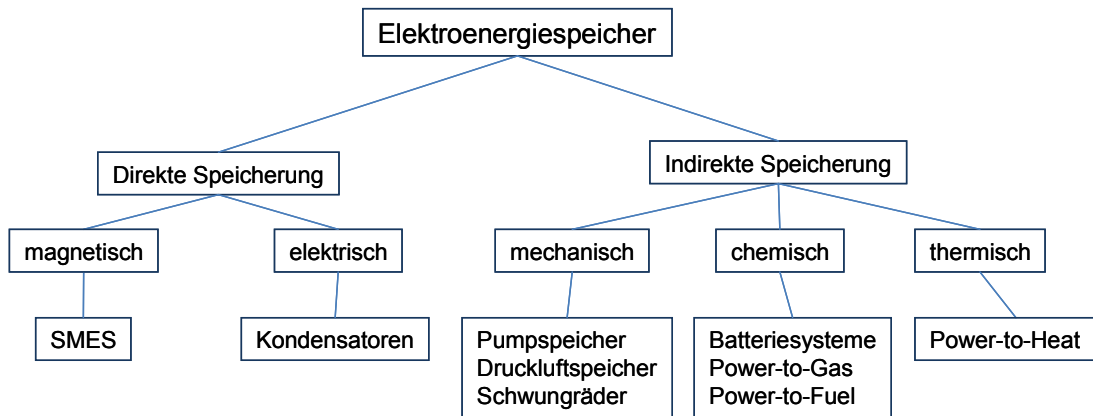 Elektroenergiespeicher
Direkte Speicherung
Indirekte Speicherung
magnetisch
elektrisch
mechanisch
chemisch
thermisch
SMES
Kondensatoren
Pumpspeicher
Druckluftspeicher
Schwungräder
Batteriesysteme
Power-to-Gas
Power-to-Fuel
Power-to-Heat